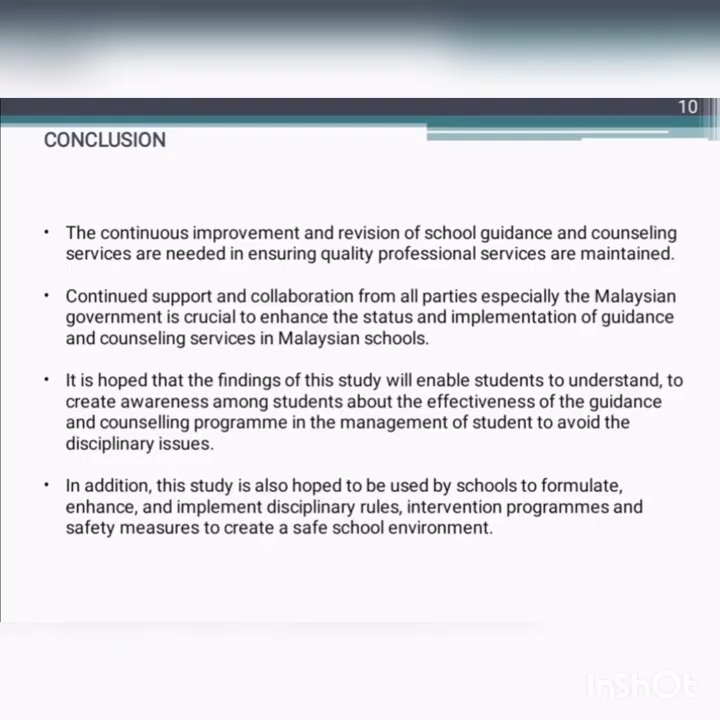 10
CONCLUSION
• The continuous improvement and revision of school guidance and counseling
services are needed in ensuring quality professional services are maintained.
• Continued support and collaboration from all parties especially the Malaysian
government is crucial to enhance the status and implementation of guidance
and counseling services in Malaysian schools.
• It is hoped that the findings of this study will enable students to understand, to
create awareness among students about the effectiveness of the guidance
and counselling programme in the management of student to avoid the
disciplinary issues.
• In addition, this study is also hoped to be used by schools to formulate,
enhance, and implement disciplinary rules, intervention programmes and
safety measures to create a safe school environment.
InShOt